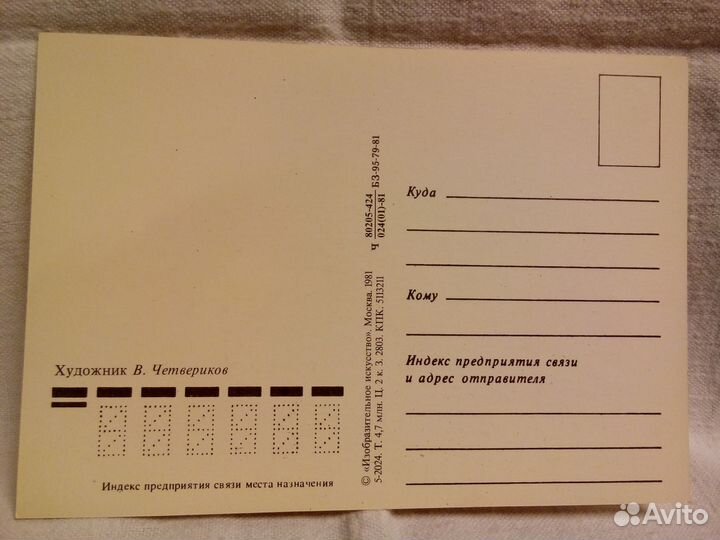 Художник В. Четвериков
Индекс предприятия связи места назначения
© «Изобразительное искусство». Москва. 1981
5-2024. Т. 4,7 млн. Ц. 2 к. З. 2803. КПК. 5113211
Ч 80205-424 БЗ-95-79-81
024(01)-81
Куда
Кому
Индекс предприятия связи
и адрес отправителя
Avito